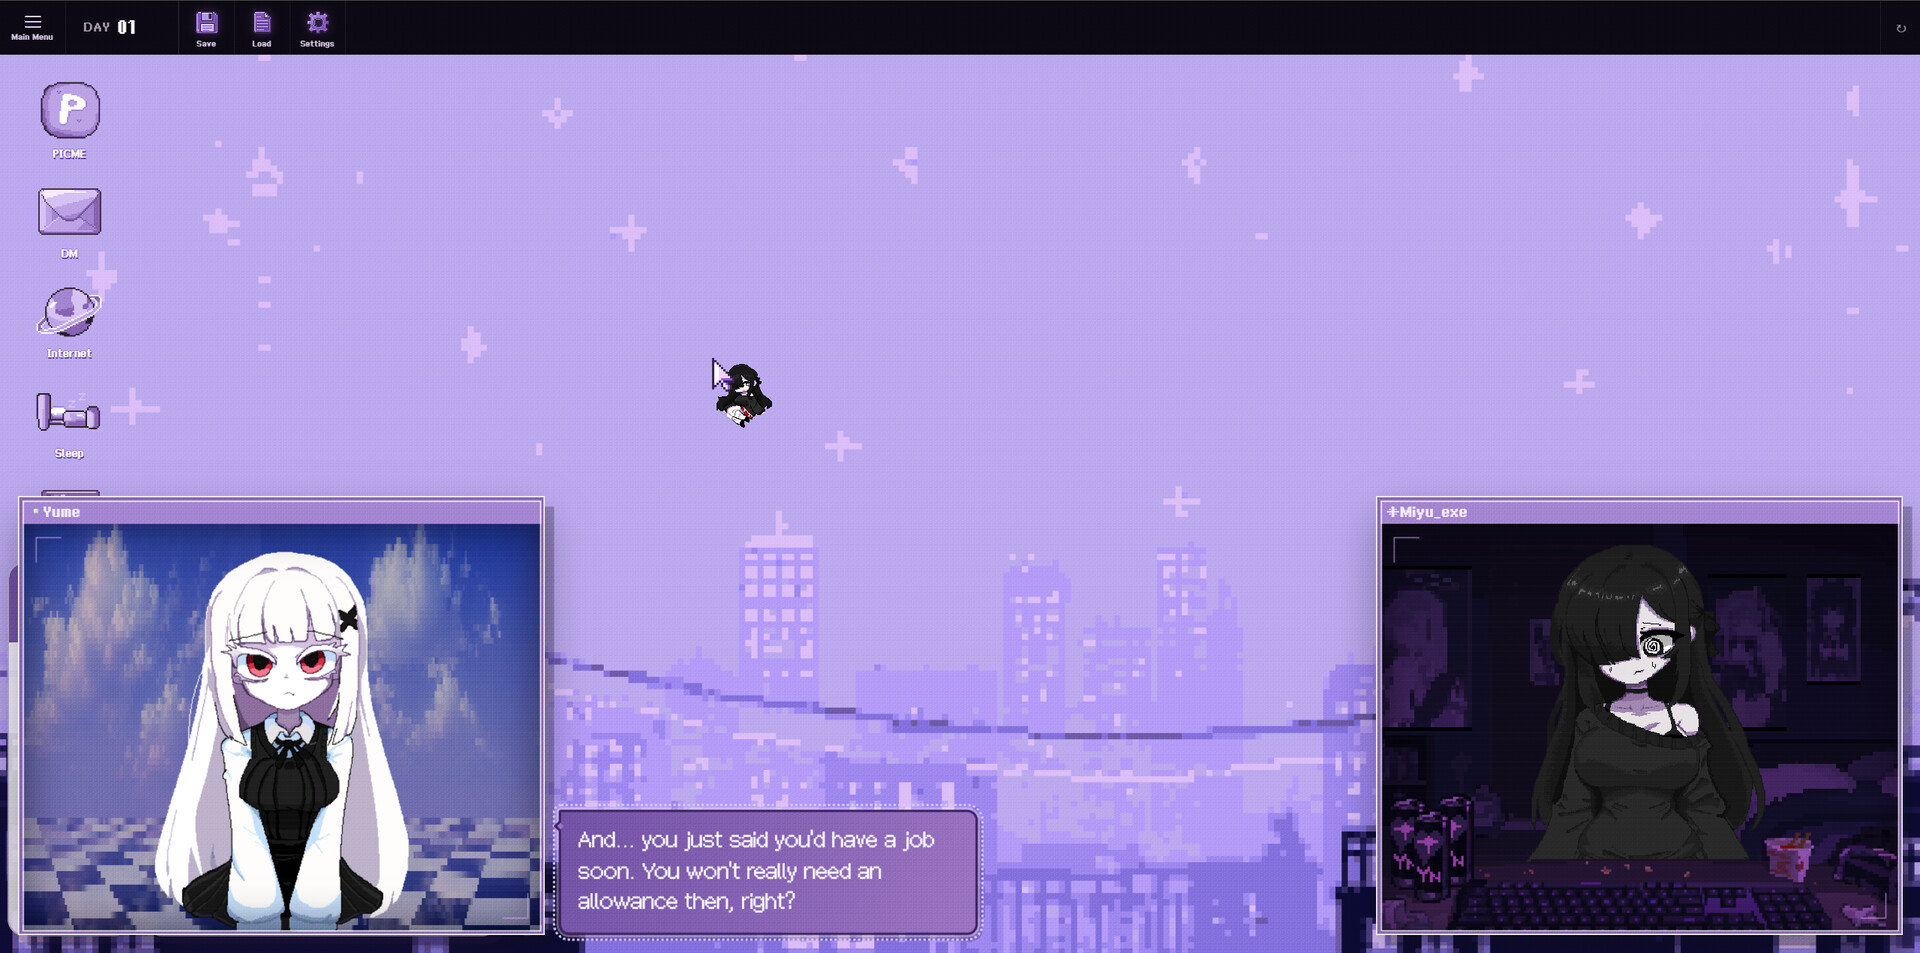 Main Menu
DAY 01
Save
Load
Settings
P
PICME
DM
Internet
Sleep
Yume
Miyu_exe
And... you just said you'd have a job
soon. You won't really need an
allowance then, right?